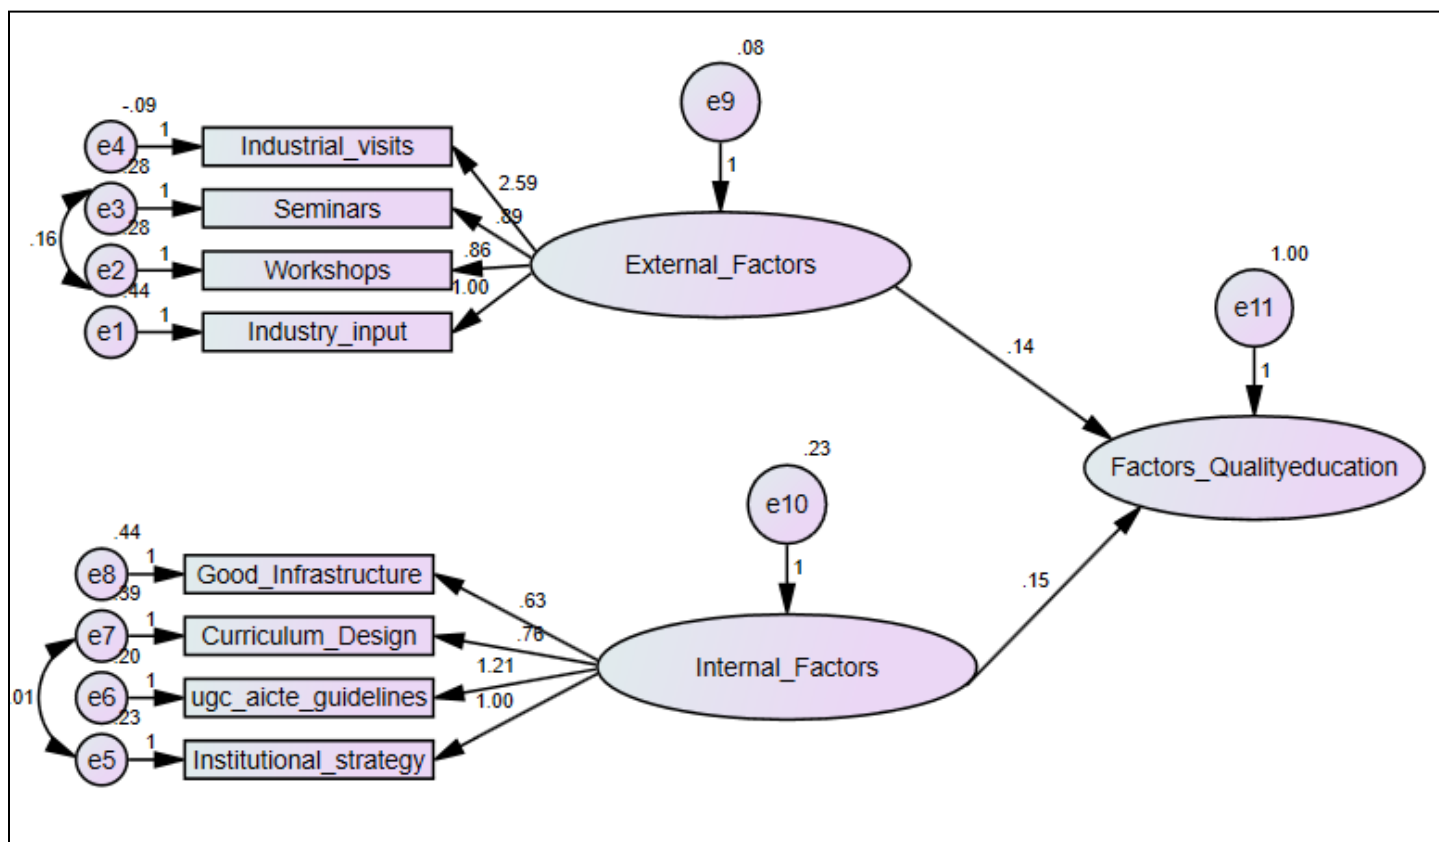 .08
e9
1
-.09
e4
1
Industrial_visits
2.59
.28
e3
1
Seminars
.89
.28
.16
e2
1
Workshops
.86
.44
e1
1
Industry_input
1.00
External_Factors
.14
1.00
e11
1
Factors_Qualityeducation
.23
e10
1
.15
.44
e8
1
Good_Infrastructure
.63
.39
e7
1
Curriculum_Design
.76
.20
.01
e6
1
ugc_aicte_guidelines
1.21
.23
e5
1
Institutional_strategy
1.00
Internal_Factors